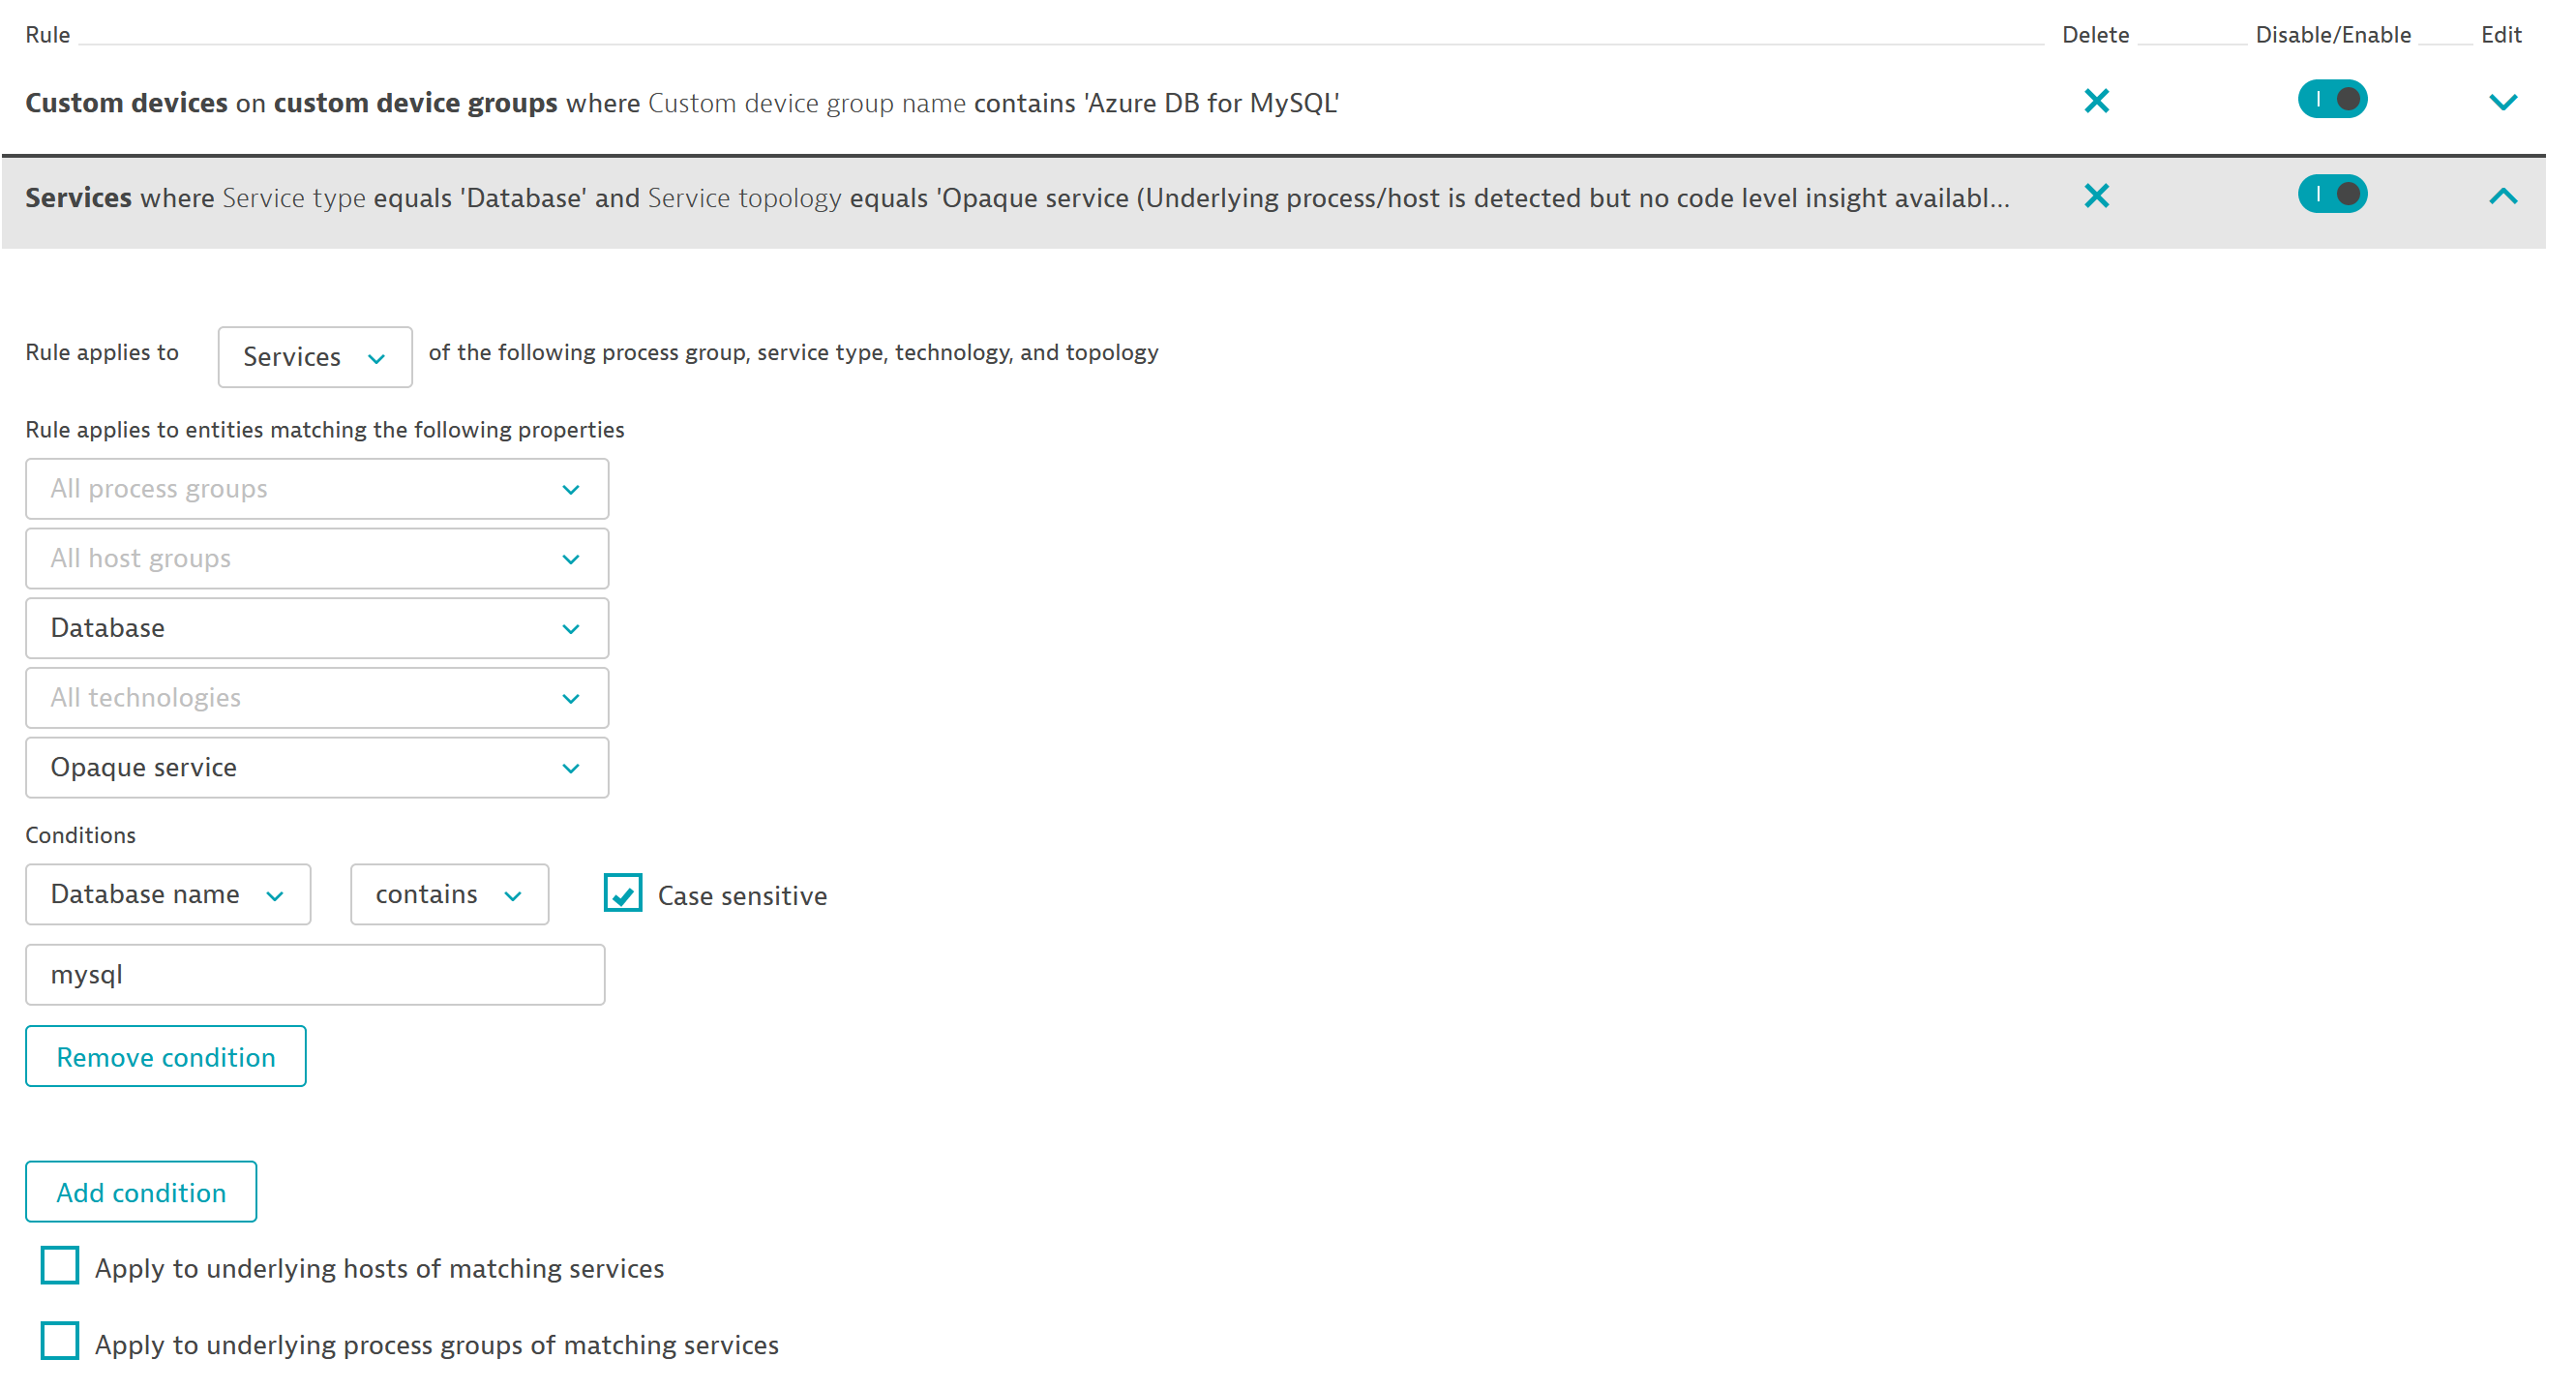 Rule Delete Disable/Enable Edit
Custom devices on custom device groups where Custom device group name contains 'Azure DB for MySQL'
Services where Service type equals 'Database' and Service topology equals 'Opaque service (Underlying process/host is detected but no code level insight availabl...
Rule applies to Services of the following process group, service type, technology, and topology
Rule applies to entities matching the following properties
All process groups
All host groups
Database
All technologies
Opaque service
Conditions
Database name contains Case sensitive
mysql
Remove condition
Add condition
Apply to underlying hosts of matching services
Apply to underlying process groups of matching services